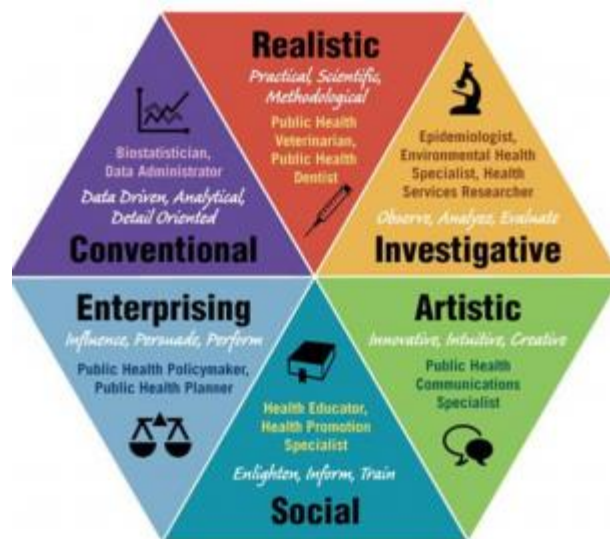 Realistic
Practical, Scientific,
Methodological
Public Health
Veterinarian,
Public Health
Dentist
Epidemiologist,
Environmental Health
Specialist, Health
Services Researcher
Observe, Analyze, Evaluate
Investigative
Artistic
Innovative, Intuitive, Creative
Public Health
Communications
Specialist
Health Educator,
Health Promotion
Specialist
Enlighten, Inform, Train
Social
Enterprising
Influence, Persuade, Perform
Public Health Policymaker,
Public Health Planner
Biostatistician,
Data Administrator
Data Driven, Analytical,
Detail Oriented
Conventional